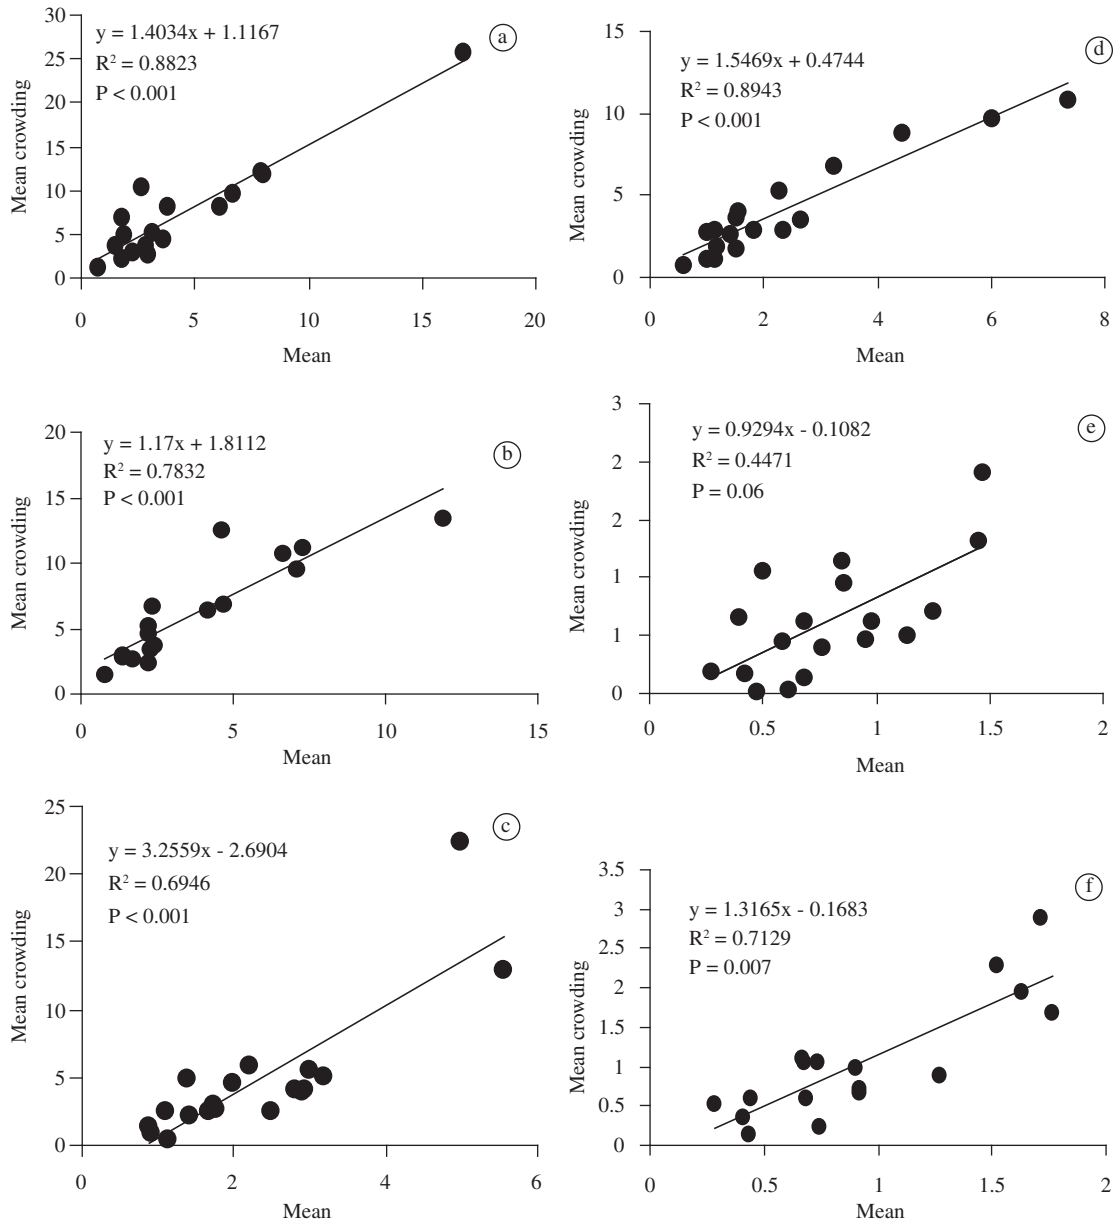 y = 1.4034x + 1.1167
R² = 0.8823
P < 0.001
a
Mean crowding
30
25
20
15
10
5
0
0 5 10 15 20
Mean
y = 1.5469x + 0.4744
R² = 0.8943
P < 0.001
d
Mean crowding
15
10
5
0
0 2 4 6 8
Mean
y = 1.17x + 1.8112
R² = 0.7832
P < 0.001
b
Mean crowding
20
15
10
5
0
0 5 10 15
Mean
y = 0.9294x - 0.1082
R² = 0.4471
P = 0.06
e
Mean crowding
3
2
2
1
1
0
0 0.5 1 1.5 2
Mean
y = 3.2559x - 2.6904
R² = 0.6946
P < 0.001
c
Mean crowding
25
20
15
10
5
0
0 2 4 6
Mean
y = 1.3165x - 0.1683
R² = 0.7129
P = 0.007
f
Mean crowding
3.5
3
2.5
2
1.5
1
0.5
0
0 0.5 1 1.5 2
Mean